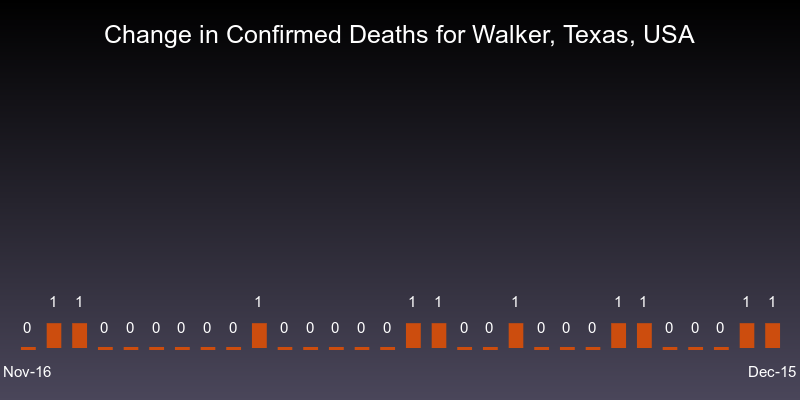 Change in Confirmed Deaths for Walker, Texas, USA
0 1 1 0 0 0 0 0 0 1 0 0 0 0 0 1 1 0 0 1 0 0 0 1 1 0 0 0 1 1
Nov-16 Dec-15